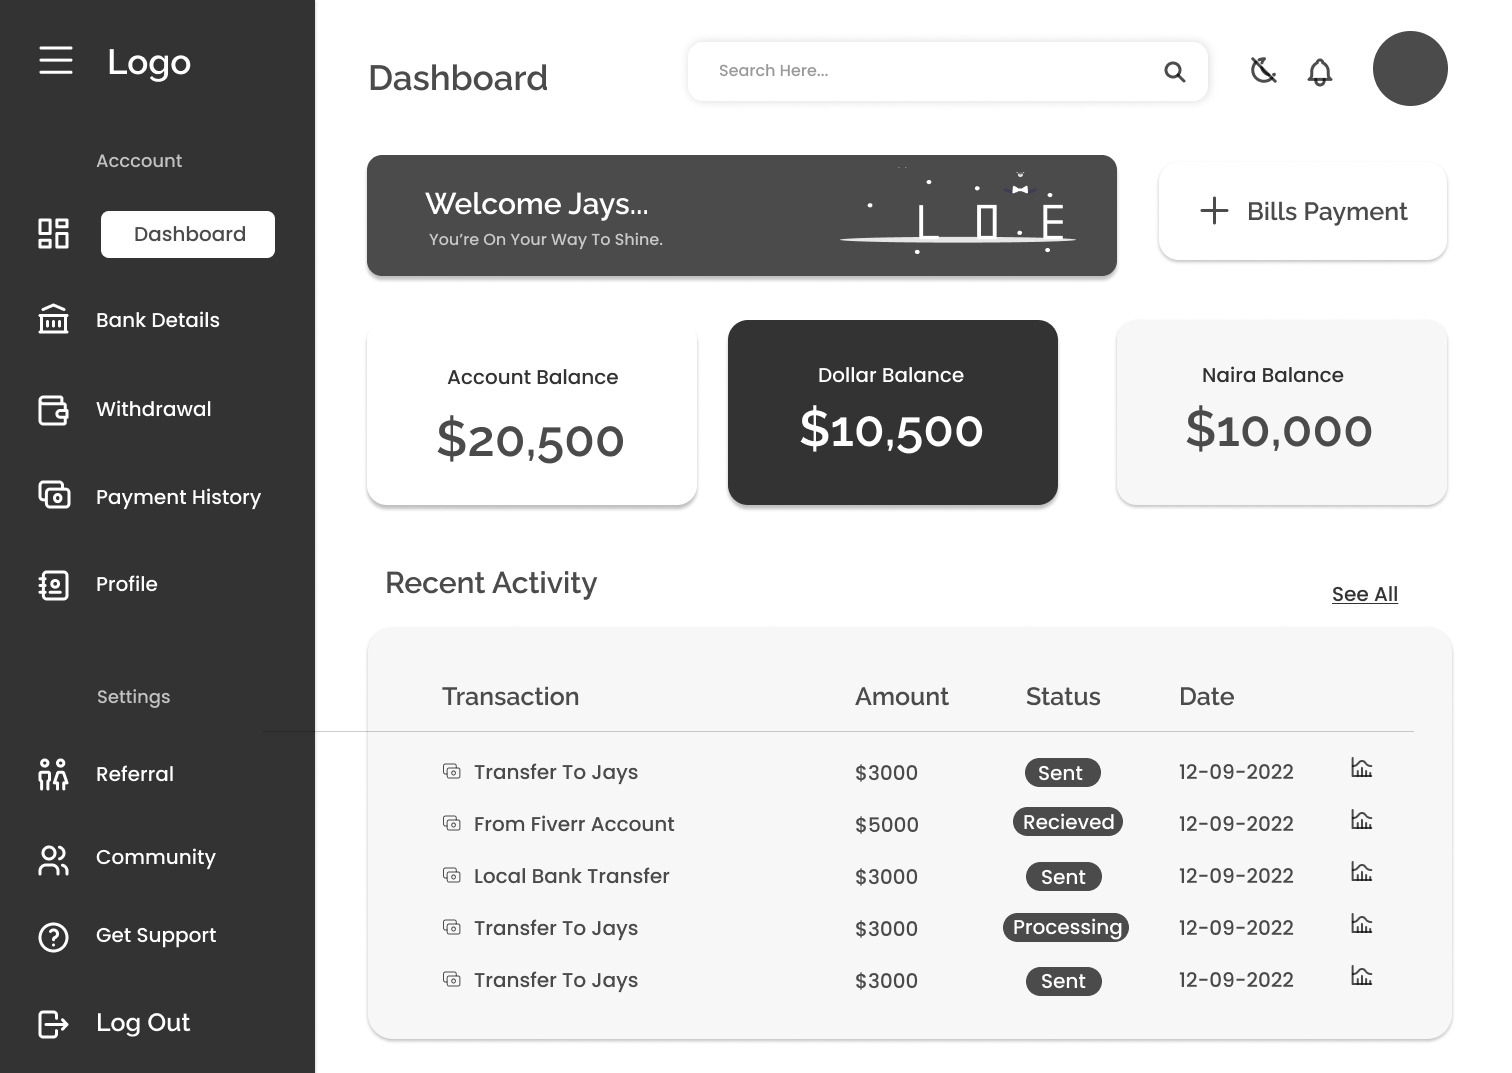 Logo
Acccount
Dashboard
Bank Details
Withdrawal
Payment History
Profile
Settings
Referral
Community
Get Support
Log Out
Dashboard
Search Here...
Welcome Jays...
You’re On Your Way To Shine.
Bills Payment
Account Balance
$20,500
Dollar Balance
$10,500
Naira Balance
$10,000
Recent Activity
See All
Transaction Amount Status Date
Transfer To Jays $3000 Sent 12-09-2022
From Fiverr Account $5000 Recieved 12-09-2022
Local Bank Transfer $3000 Sent 12-09-2022
Transfer To Jays $3000 Processing 12-09-2022
Transfer To Jays $3000 Sent 12-09-2022